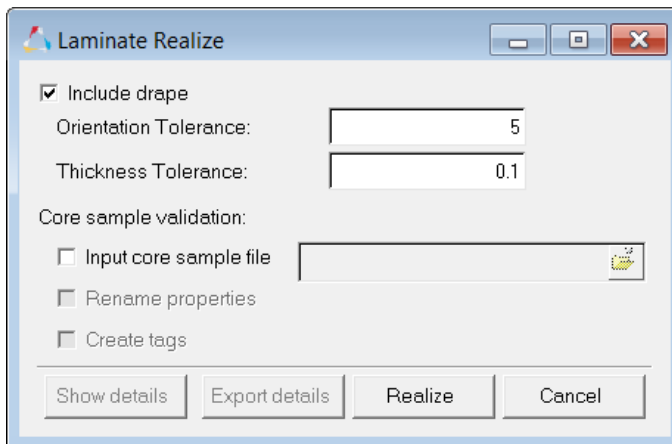 Laminate Realize
Include drape
Orientation Tolerance: 5
Thickness Tolerance: 0.1
Core sample validation:
Input core sample file
Rename properties
Create tags
Show details Export details Realize Cancel